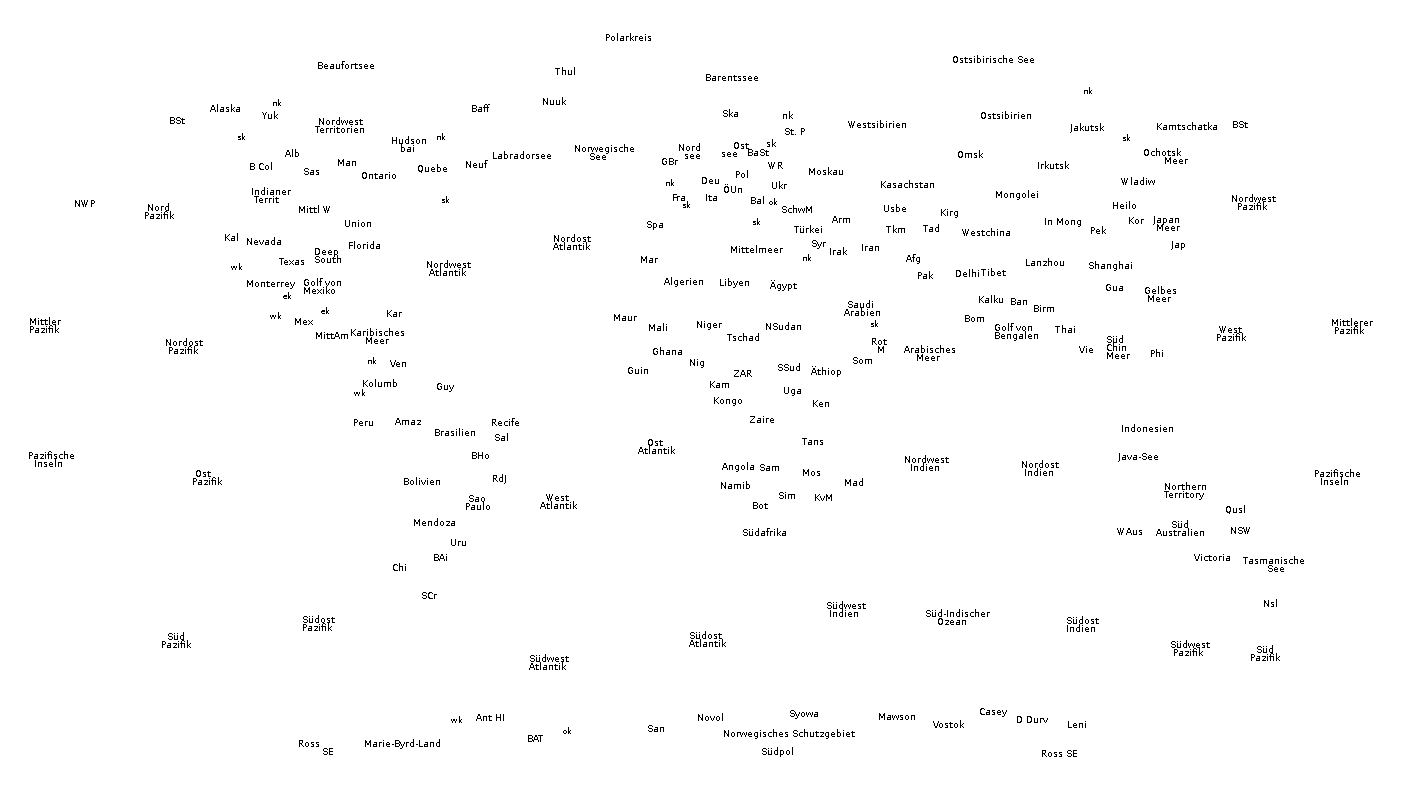 Polarkreis
Ostsibirische See
Beaufortsee
Thul
Barentssee
nk
Nuuk
nk
Alaska
Baff
Yuk
Ska
nk
Ostsibirien
BSt
Nordwest
Territorien
Westsibirien
BSt
Jakutsk
Kamtschatka
St. P
sk
nk
sk
Hudson
bai
sk
Norwegische
See
Nord
see
Ost
see
BaSt
Alb
Labradorsee
Omsk
Ochotsk
Meer
GBr
Man
B Col
Neuf
Quebe
W R
Irkutsk
Sas
Ontario
Moskau
Pol
Deu
Wladiw
nk
Ukr
Kasachstan
ÖUn
Indianer
Territ
Mongolei
Fra
Ita
sk
Bal
ok
sk
NW P
Nord
Pazifik
Mittl W
SchwM
Usbe
Kirg
Heilo
Nordwest
Pazifik
Union
Spa
sk
Arm
In Mong
Kor
Japan
Meer
Türkei
Tkm
Tad
Westchina
Pek
Kal
Nevada
Florida
Nordost
Atlantik
Mittelmeer
Syr
Irak
Iran
Jap
Deep
South
Texas
Mar
nk
Afg
Lanzhou
Shanghai
wk
Nordwest
Atlantik
Pak
Delhi
Tibet
Monterrey
Golf von
Mexiko
Algerien
Libyen
Ägypt
Gua
Gelbes
Meer
ek
Kalku
Ban
Birm
Saudi
Arabien
ek
wk
Mex
Kar
Maur
Mali
Niger
NSudan
sk
Bom
Golf von
Bengalen
Thai
Mittler
Pazifik
West
Pazifik
Mittlerer
Pazifik
MittAm
Karibisches
Meer
Tschad
Rot
M
Süd
Chin
Meer
Nordost
Pazifik
Ghana
Arabisches
Meer
Vie
Phi
nk
Ven
Nig
Som
Guin
ZAR
SSud
Äthiop
Kolumb
Guy
Kam
wk
Uga
Kongo
Ken
Peru
Amaz
Recife
Zaire
Brasilien
Sal
Indonesien
Ost
Atlantik
Tans
Pazifische
Inseln
BHo
Java-See
Nordwest
Indien
Nordost
Indien
Angola
Sam
Mos
Ost
Pazifik
Pazifische
Inseln
Bolivien
RdJ
Namib
Mad
Northern
Territory
Sao
Paulo
West
Atlantik
Sim
KvM
Bot
Qusl
Mendoza
Südafrika
WAus
Süd
Australien
NSW
Uru
BAi
Victoria
Tasmanische
See
Chi
SCr
Nsl
Südwest
Indien
Süd-Indischer
Ozean
Südost
Pazifik
Südost
Indien
Süd
Pazifik
Südost
Atlantik
Südwest
Pazifik
Süd
Pazifik
Südwest
Atlantik
wk
Ant HI
Novol
Syowa
Mawson
Casey
Vostok
D Durv
Leni
San
ok
BAT
Norwegisches Schutzgebiet
Ross
SE
Marie-Byrd-Land
Südpol
Ross SE